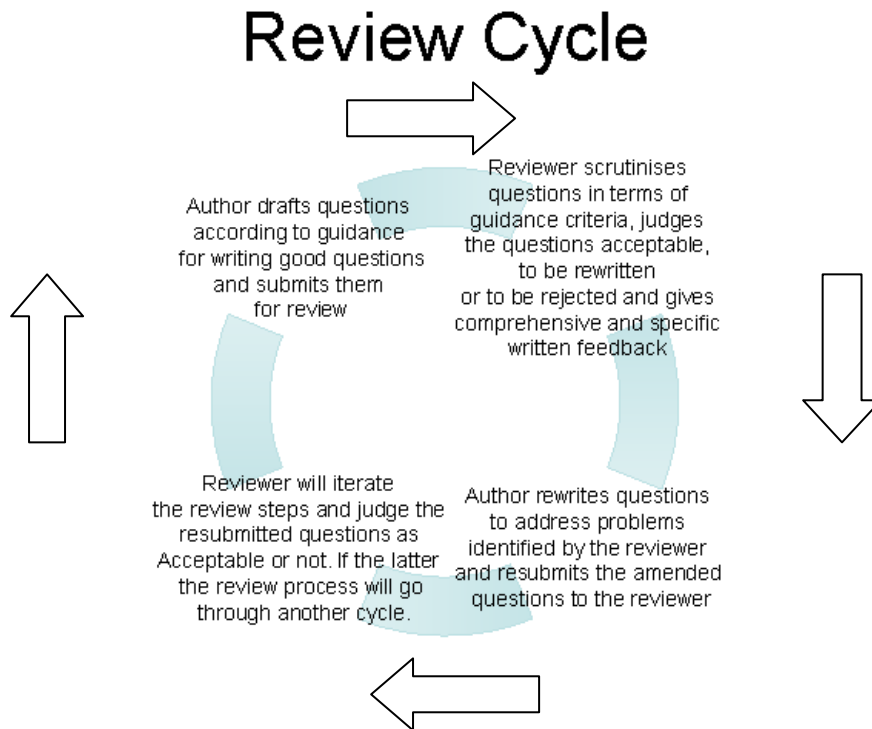 Review Cycle
Author drafts questions
according to guidance
for writing good questions
and submits them
for review
Reviewer scrutinises
questions in terms of
guidance criteria, judges
the questions acceptable,
to be rewritten
or to be rejected and gives
comprehensive and specific
written feedback
Author rewrites questions
to address problems
identified by the reviewer
and resubmits the amended
questions to the reviewer
Reviewer will iterate
the review steps and judge the
resubmitted questions as
Acceptable or not. If the latter
the review process will go
through another cycle.